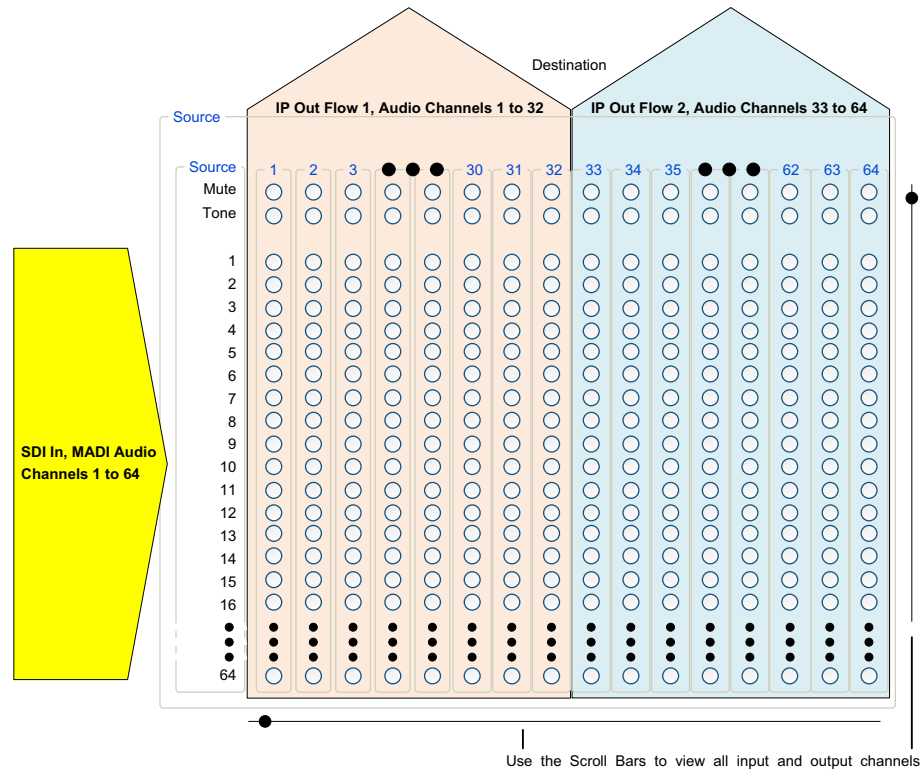 Destination
IP Out Flow 1, Audio Channels 1 to 32
IP Out Flow 2, Audio Channels 33 to 64
Source
Source 1 2 3 30 31 32 33 34 35 62 63 64
Mute
Tone
1
2
3
4
5
6
7
8
9
10
11
12
13
14
15
16
64
SDI In, MADI Audio
Channels 1 to 64
Use the Scroll Bars to view all input and output channels